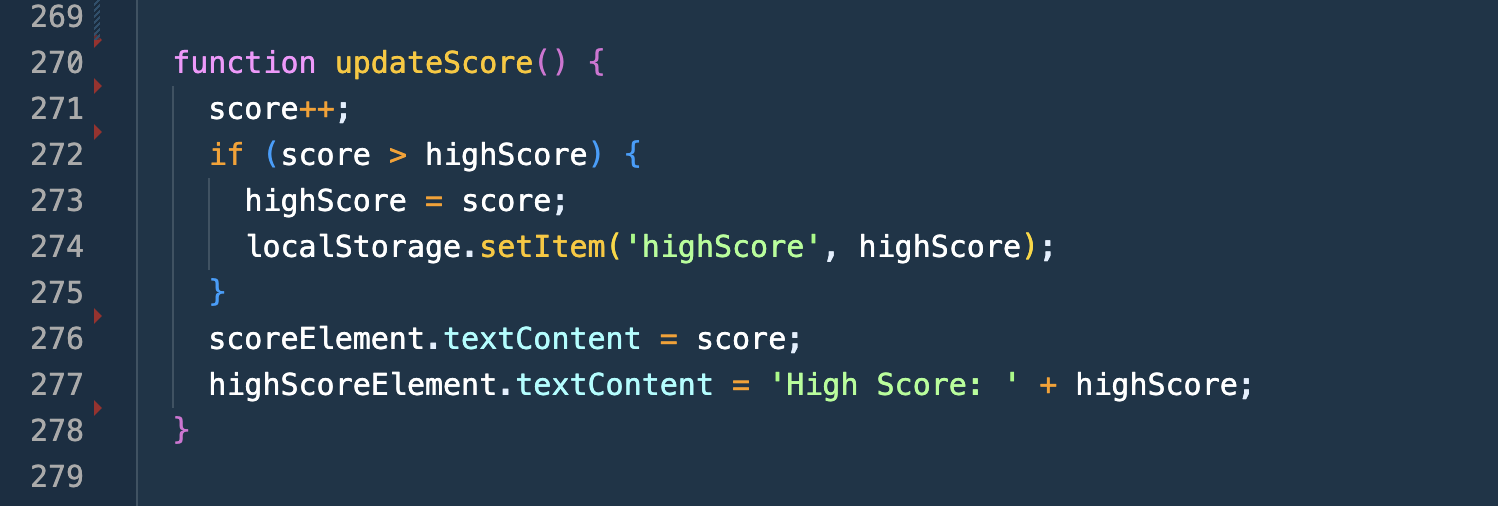 269
270 function updateScore() {
271 score++;
272 if (score > highScore) {
273 highScore = score;
274 localStorage.setItem('highScore', highScore);
275 }
276 scoreElement.textContent = score;
277 highScoreElement.textContent = 'High Score: ' + highScore;
278 }
279